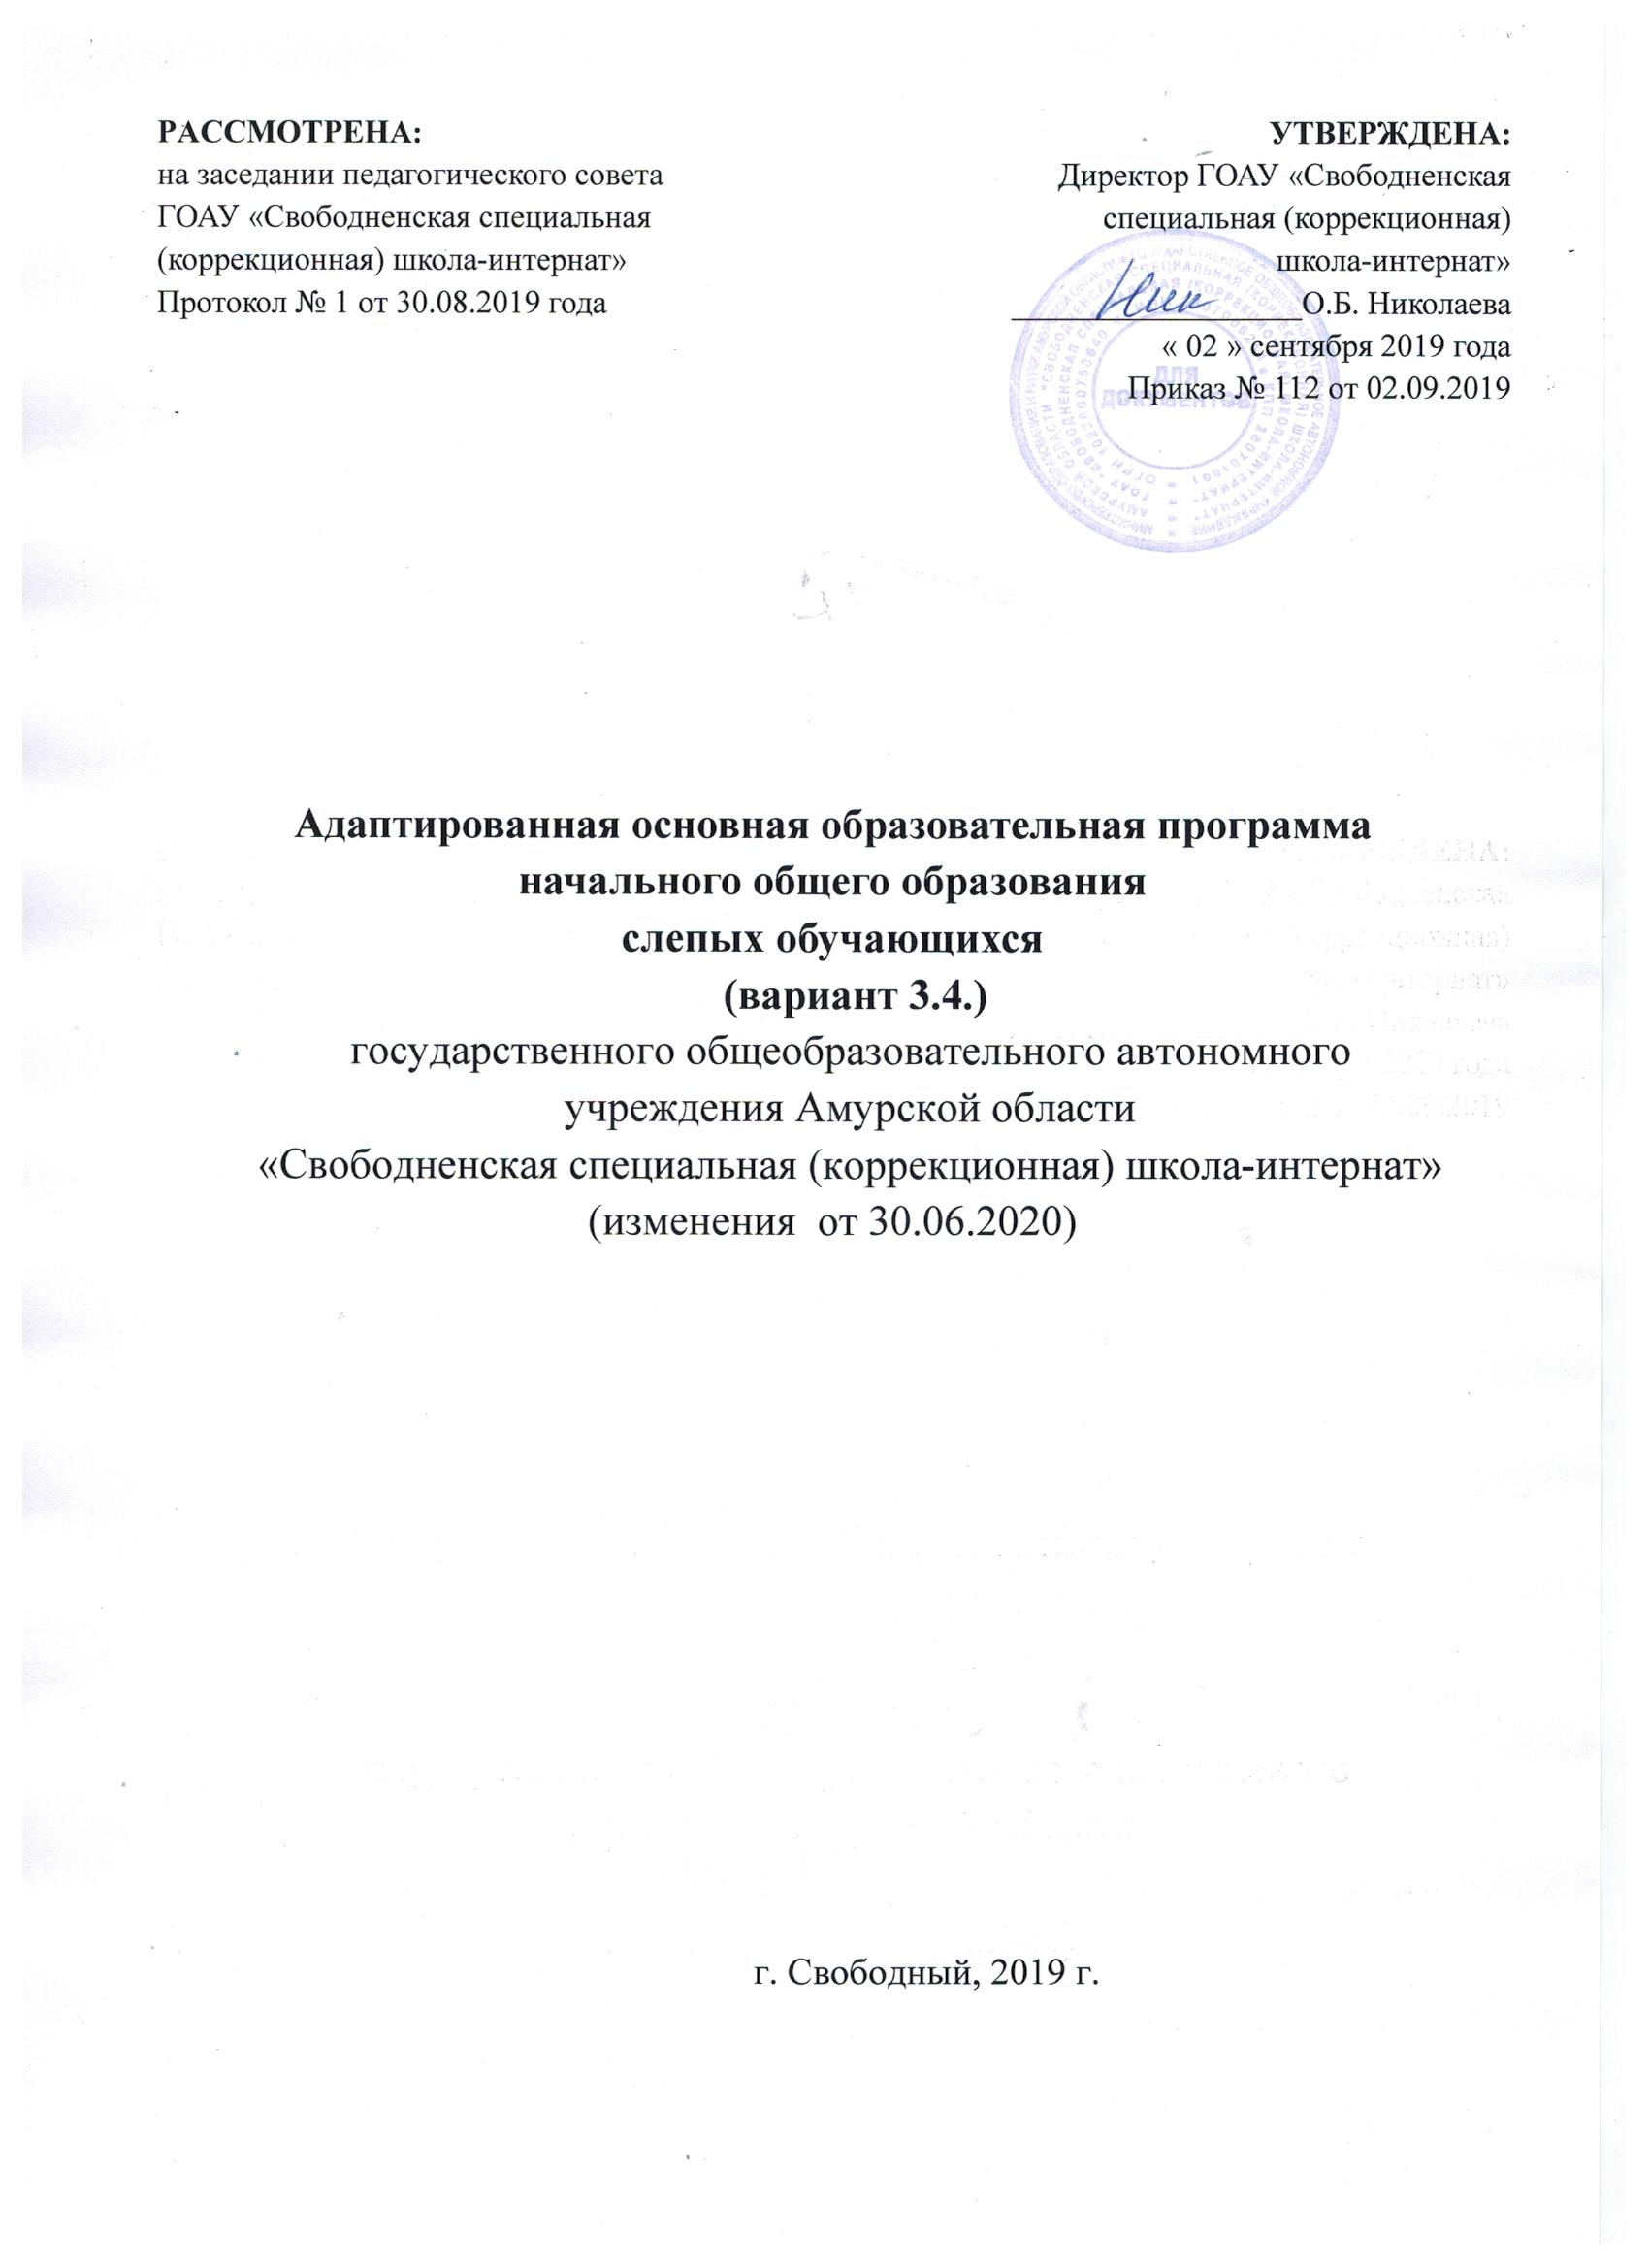 РАССМОТРЕНА:
на заседании педагогического совета
ГОАУ «Свободненская специальная
(коррекционная) школа-интернат»
Протокол № 1 от 30.08.2019 года
УТВЕРЖДЕНА:
Директор ГОАУ «Свободненская
специальная (коррекционная)
школа-интернат»
О.Б. Николаева
« 02 » сентября 2019 года
Приказ № 112 от 02.09.2019
ДЛЯ
ДОКУМЕНТОВ
Адаптированная основная образовательная программа
начального общего образования
слепых обучающихся
(вариант 3.4.)
государственного общеобразовательного автономного
учреждения Амурской области
«Свободненская специальная (коррекционная) школа-интернат»
(изменения от 30.06.2020)
г. Свободный, 2019 г.